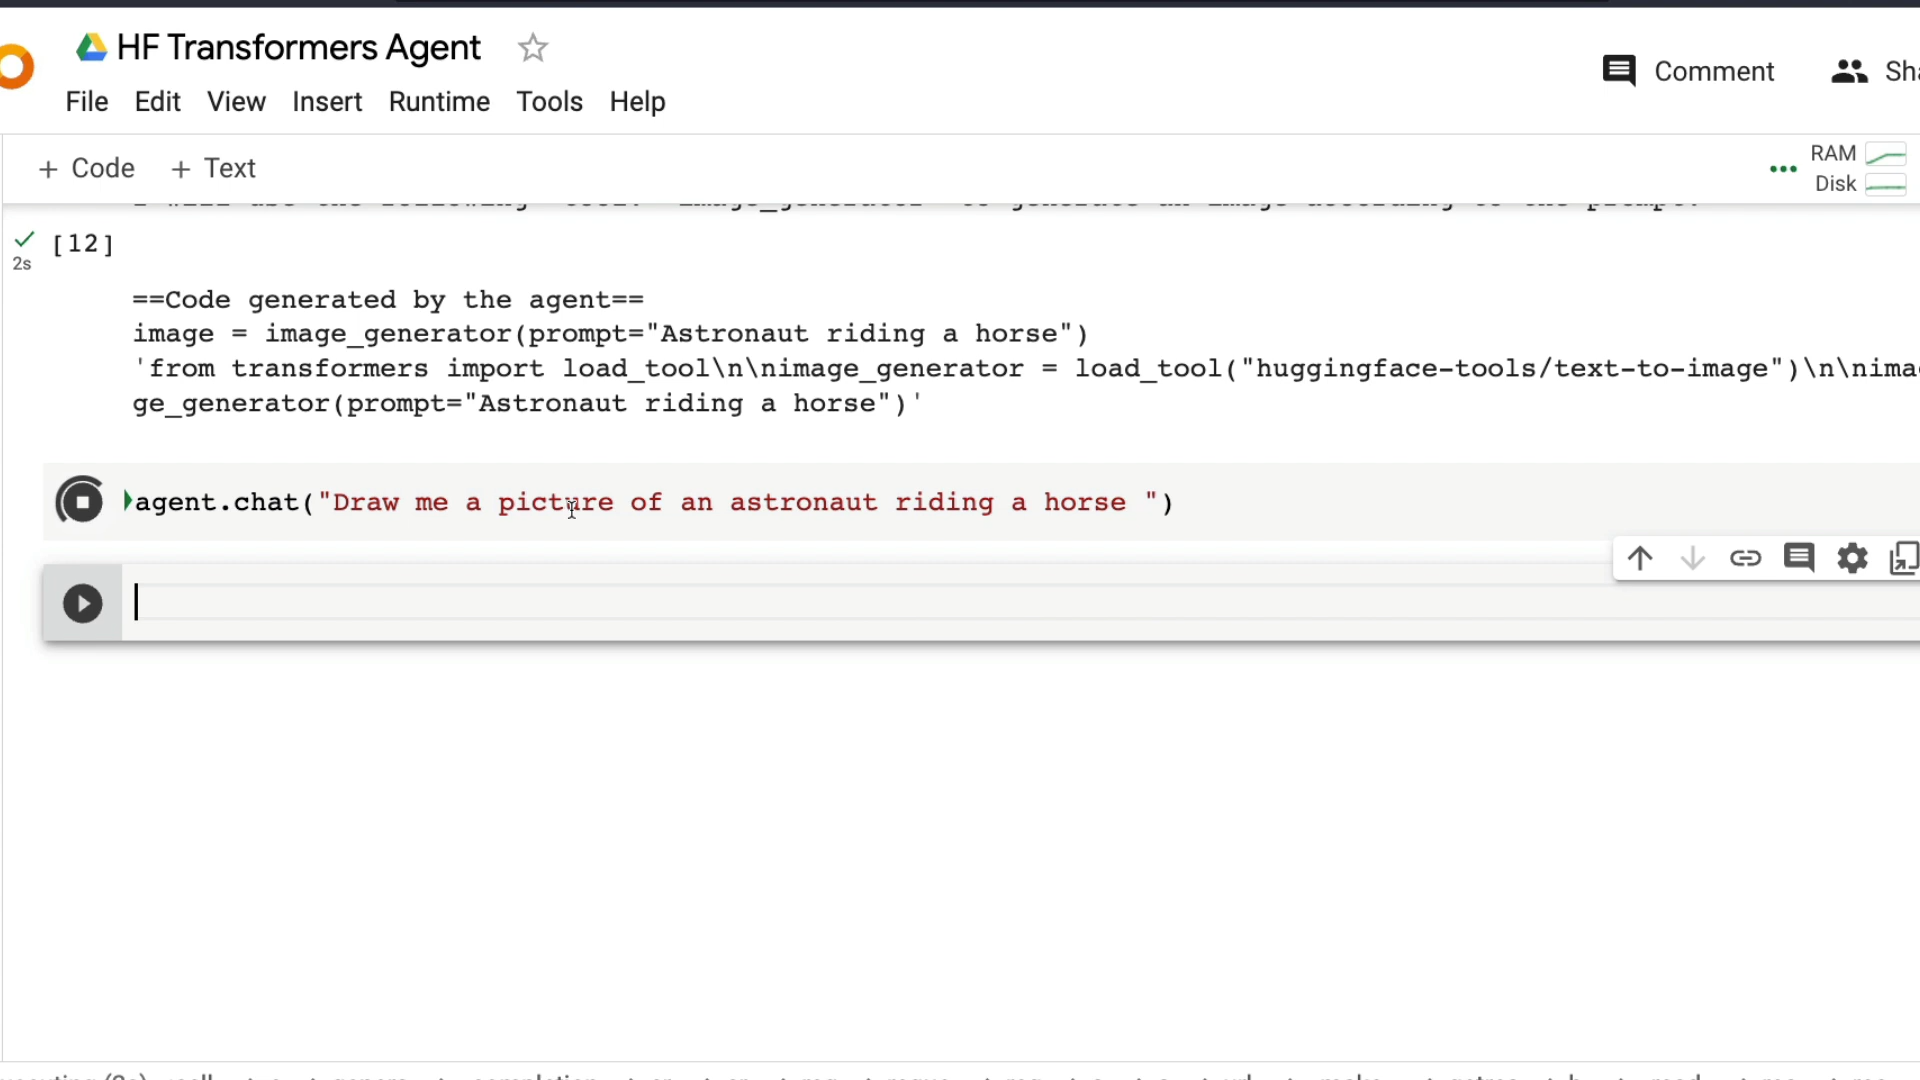 HF Transformers Agent
Comment
File Edit View Insert Runtime Tools Help
+ Code + Text
RAM
Disk
[12]
2s
==Code generated by the agent==
image = image_generator(prompt="Astronaut riding a horse")
'from transformers import load_tool\n\nimage_generator = load_tool("huggingface-tools/text-to-image")\n\nima
ge_generator(prompt="Astronaut riding a horse")'
agent.chat("Draw me a picture of an astronaut riding a horse ")